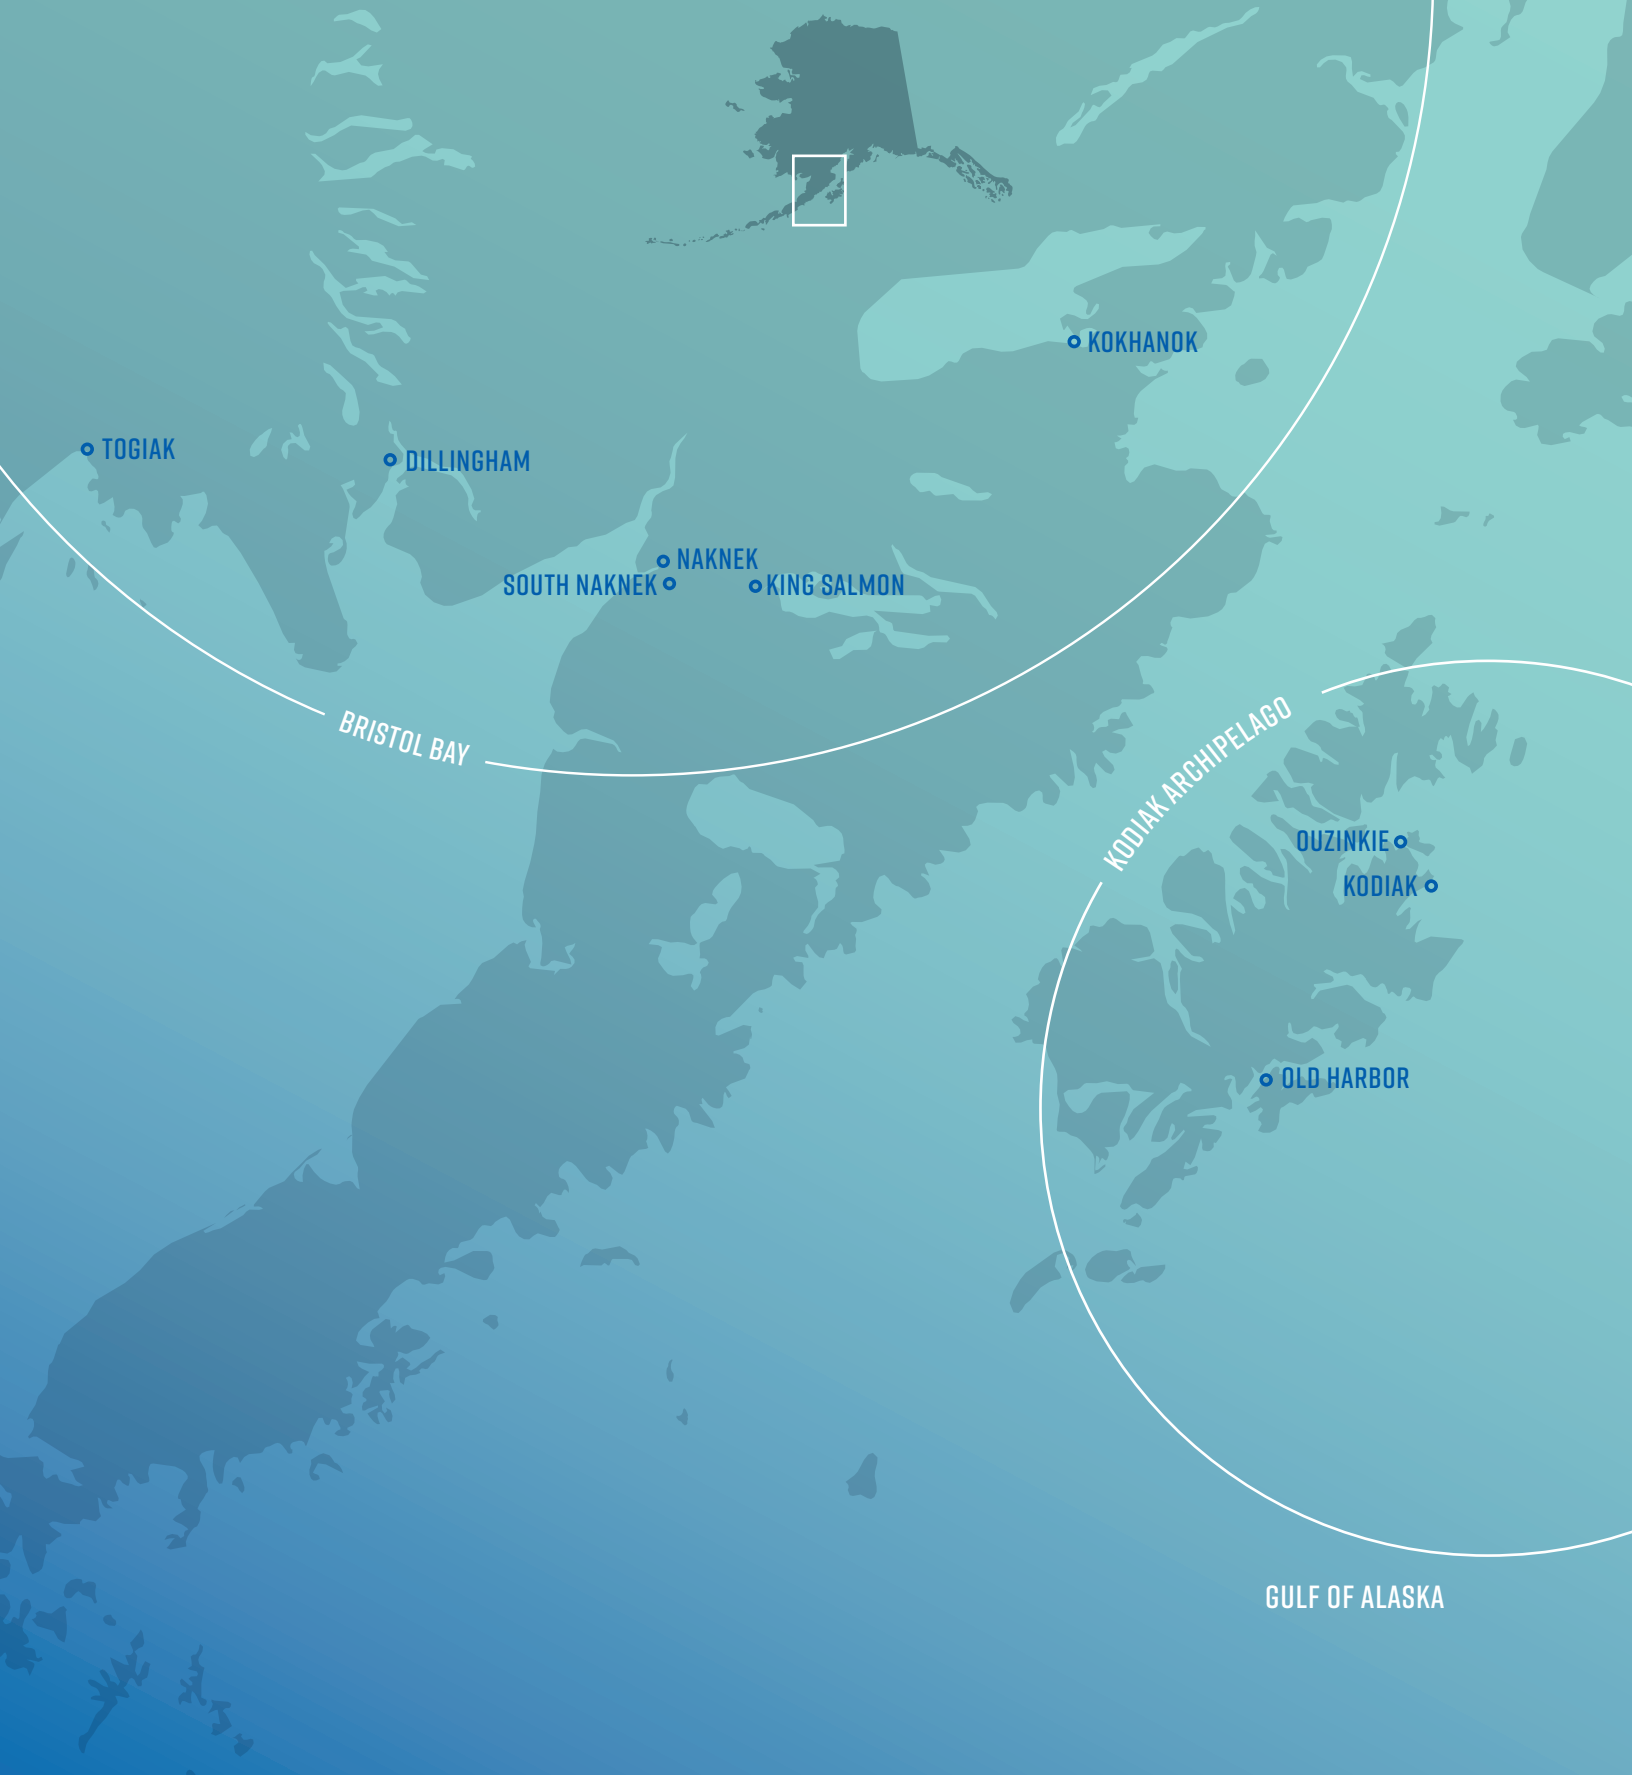 KOKHANOK
TOGIAK
DILLINGHAM
NAKNEK
SOUTH NAKNEK
KING SALMON
BRISTOL BAY
KODIAK ARCHIPELAGO
OUZINKIE
KODIAK
OLD HARBOR
GULF OF ALASKA